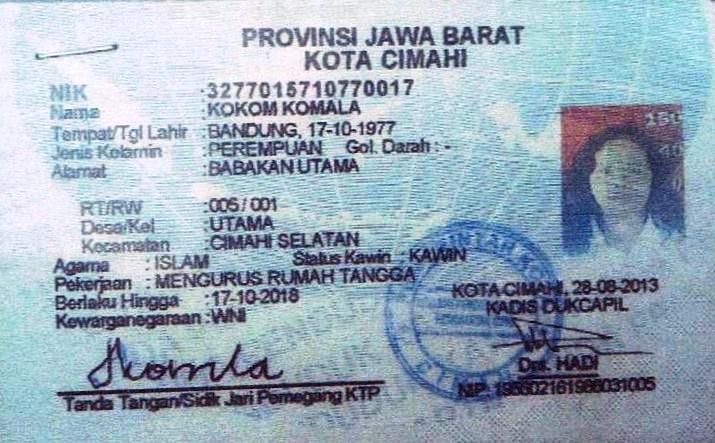 PROVINSI JAWA BARAT
KOTA CIMAHI
NIK :3277015710770017
Nama :KOKOM KOMALA
Tempat/Tgl Lahir :BANDUNG, 17-10-1977
Jenis Kelamin :PEREMPUAN Gol. Darah : -
Alamat :BABAKAN UTAMA
RT/RW :005/001
Desa/Kel :UTAMA
Kecamatan :CIMAHI SELATAN
Agama :ISLAM Status Kawin :KAWIN
Pekerjaan :MENGURUS RUMAH TANGGA
Berlaku Hingga :17-10-2018
Kewarganegaraan :WNI
KOTA CIMAHI, 28-08-2013
KADIS DUKCAPIL
Drs. HADI
NIP.
Tanda Tangan/Sidik Jari Pemegang KTP